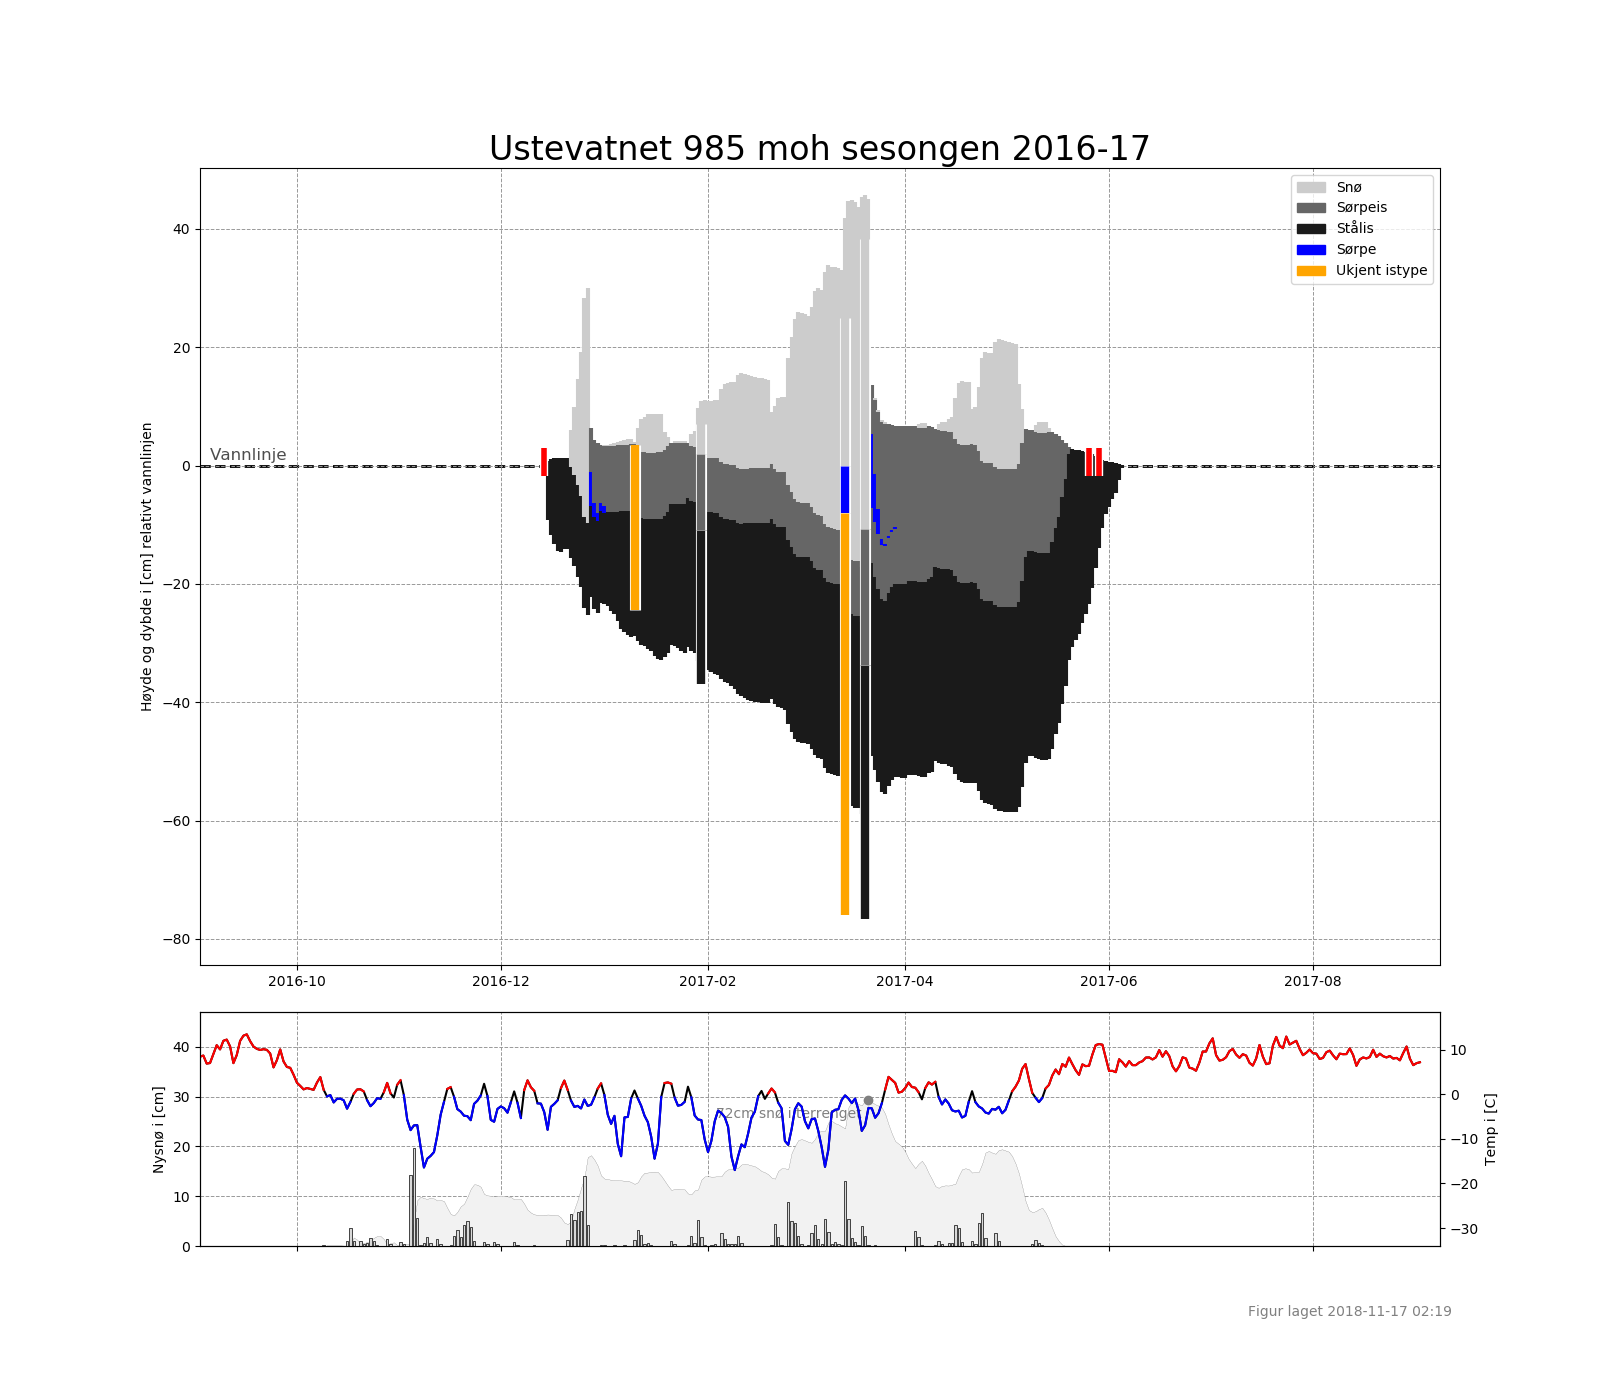 Ustevatnet 985 moh sesongen 2016-17
Høyde og dybde i [cm] relativt vannlinjen
40
20
0
−20
−40
−60
−80
Vannlinje
Snø
Sørpeis
Stålis
Sørpe
Ukjent istype
2016-10 2016-12 2017-02 2017-04 2017-06 2017-08
Nysnø i [cm]
40
30
20
10
0
72cm snø i terrenget
10
0
−10
−20
−30
Temp i [C]
Figur laget 2018-11-17 02:19